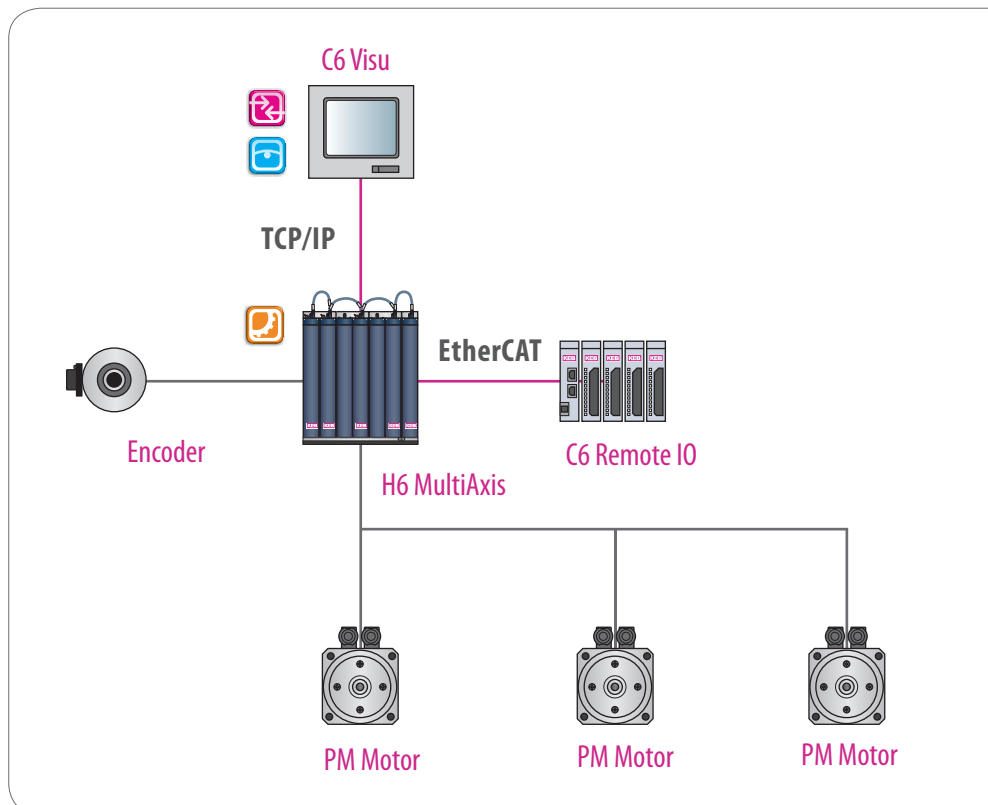 C6 Visu
TCP/IP
EtherCAT
Encoder
C6 Remote IO
H6 MultiAxis
PM Motor
PM Motor
PM Motor